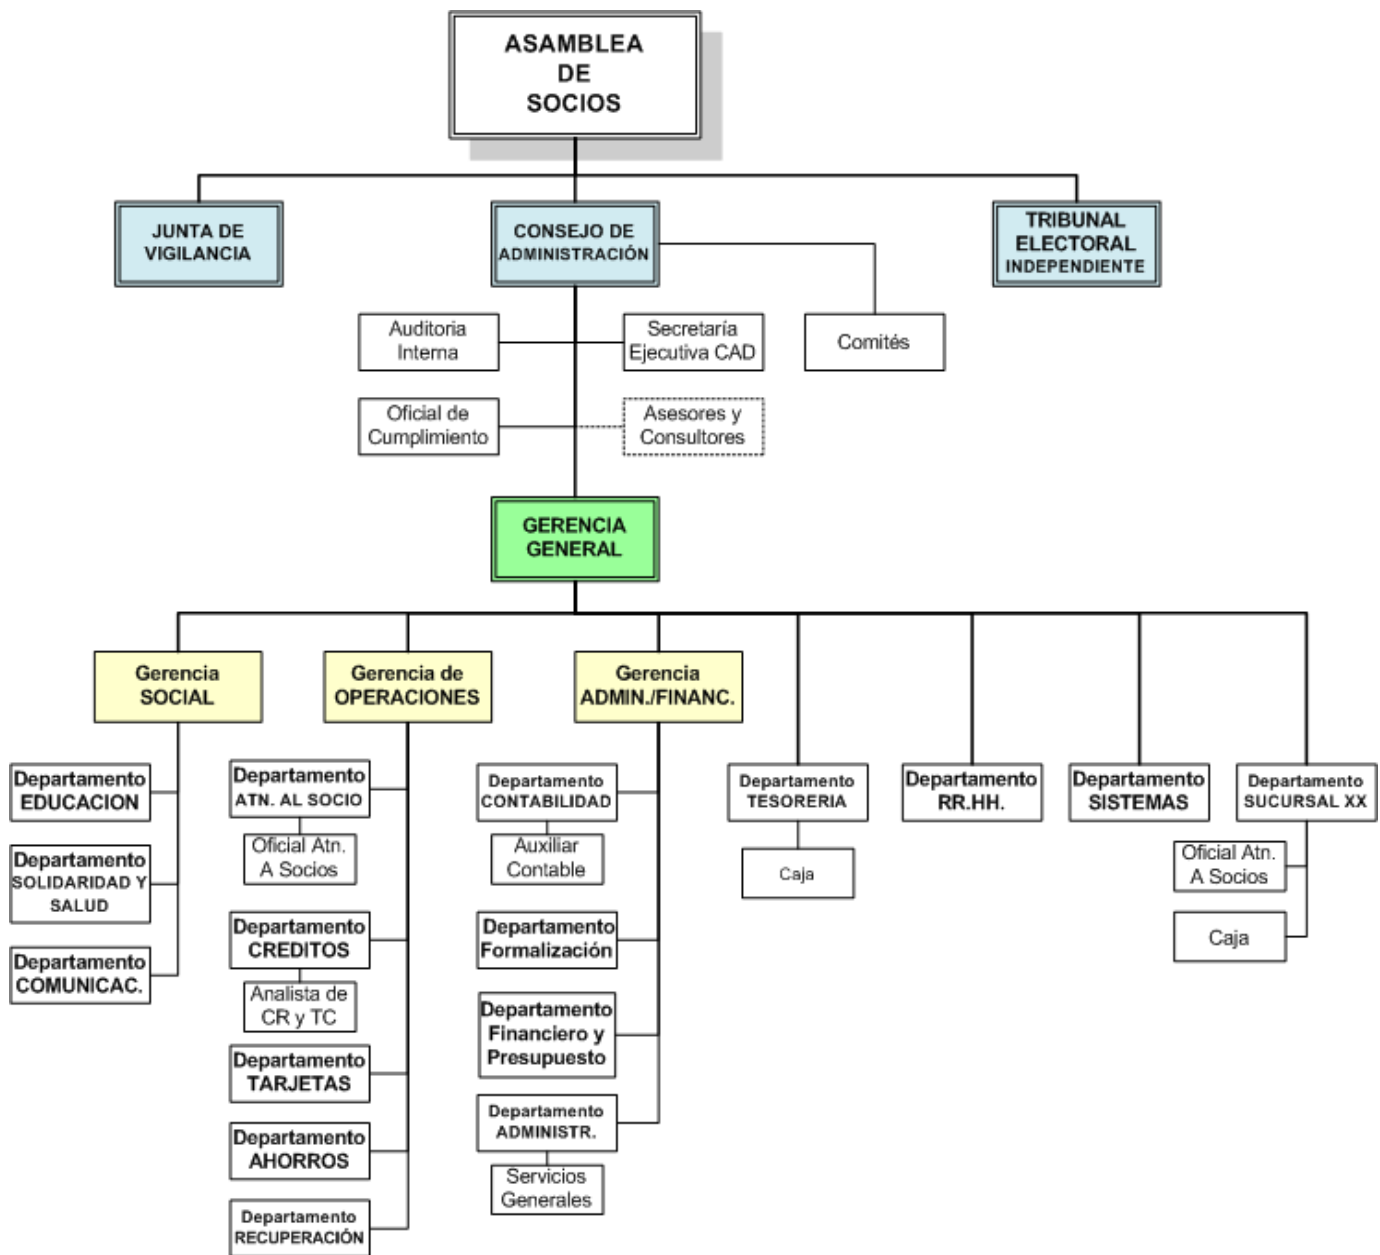 ASAMBLEA
DE
SOCIOS
JUNTA DE
VIGILANCIA
CONSEJO DE
ADMINISTRACIÓN
TRIBUNAL
ELECTORAL
INDEPENDIENTE
Auditoria
Interna
Secretaría
Ejecutiva CAD
Comités
Oficial de
Cumplimiento
Asesores y
Consultores
GERENCIA
GENERAL
Gerencia
SOCIAL
Gerencia de
OPERACIONES
Gerencia
ADMIN./FINANC.
Departamento
EDUCACION
Departamento
SOLIDARIDAD Y
SALUD
Departamento
COMUNICAC.
Departamento
ATN. AL SOCIO
Oficial Atn.
A Socios
Departamento
CREDITOS
Analista de
CR y TC
Departamento
TARJETAS
Departamento
AHORROS
Departamento
RECUPERACIÓN
Departamento
CONTABILIDAD
Auxiliar
Contable
Departamento
Formalización
Departamento
Financiero y
Presupuesto
Departamento
ADMINISTR.
Servicios
Generales
Departamento
TESORERIA
Caja
Departamento
RR.HH.
Departamento
SISTEMAS
Departamento
SUCURSAL XX
Oficial Atn.
A Socios
Caja